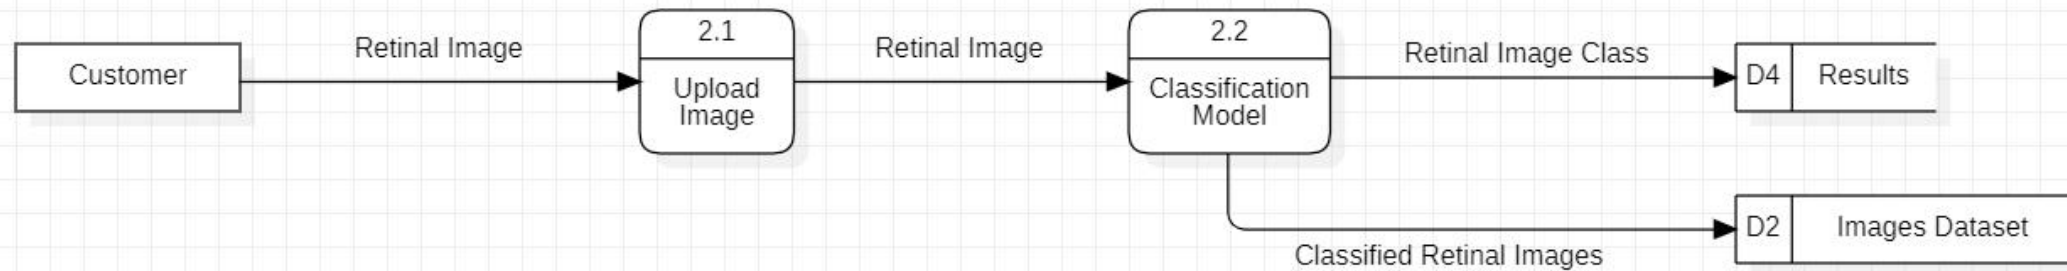 Customer
Retinal Image
2.1
Upload
Image
Retinal Image
2.2
Classification
Model
Retinal Image Class
D4
Results
Classified Retinal Images
D2
Images Dataset